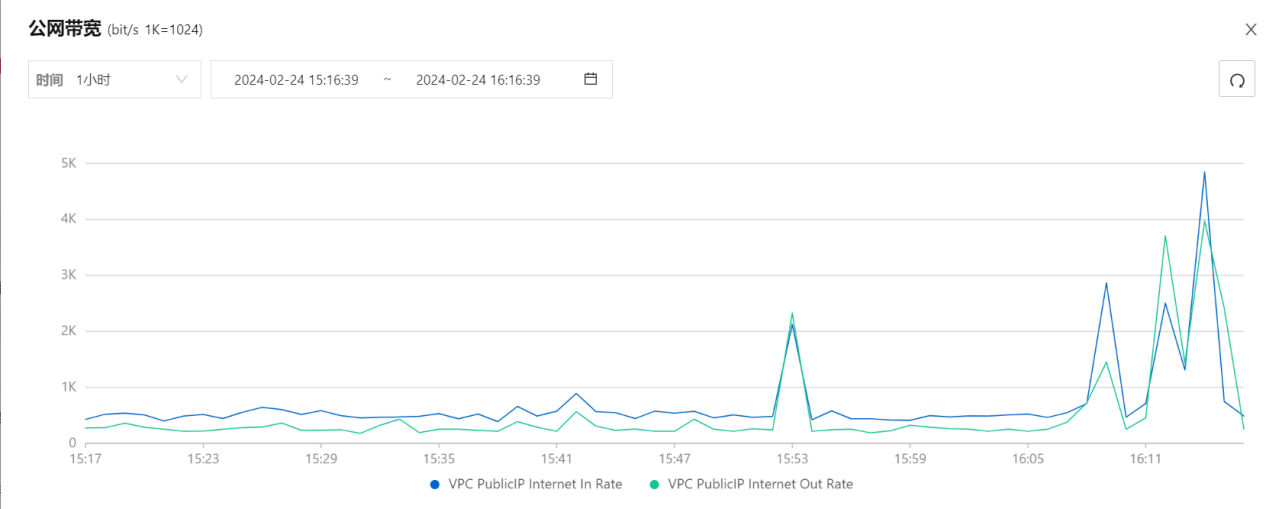 公网带宽 (bit/s 1K=1024)
时间 1小时
2024-02-24 15:16:39 ~ 2024-02-24 16:16:39
5K
4K
3K
2K
1K
0
15:17 15:23 15:29 15:35 15:41 15:47 15:53 15:59 16:05 16:11
VPC PublicIP Internet In Rate VPC PublicIP Internet Out Rate